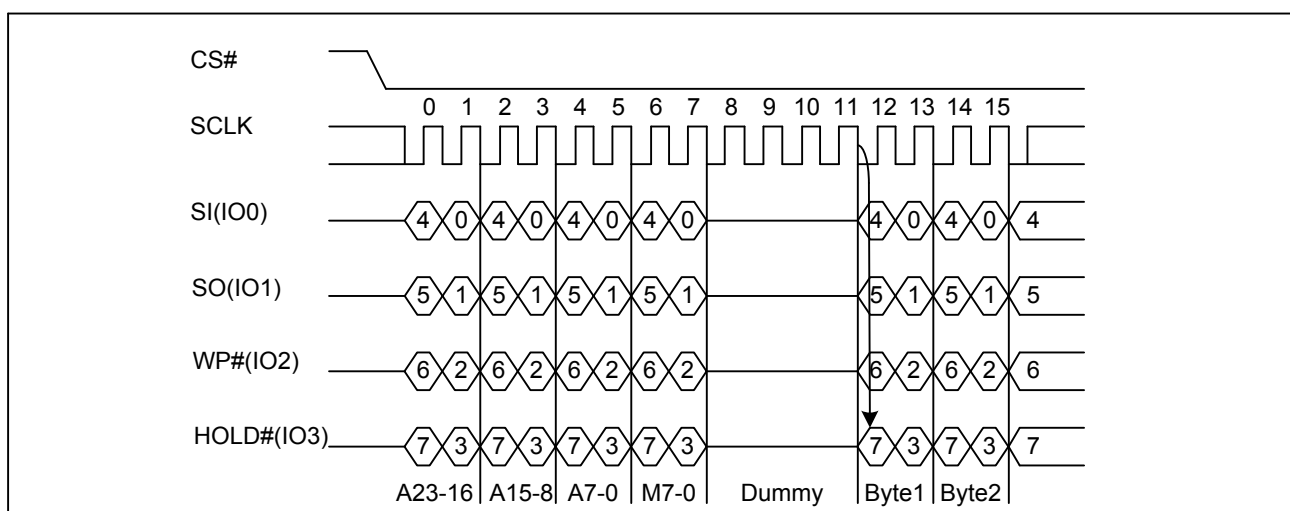 CS#
0 1 2 3 4 5 6 7 8 9 10 11 12 13 14 15
SCLK
SI(IO0) 4 0 4 0 4 0 4 0 4 0 4 0 4
SO(IO1) 5 1 5 1 5 1 5 1 5 1 5 1 5
WP#(IO2) 6 2 6 2 6 2 6 2 6 2 6 2 6
HOLD#(IO3) 7 3 7 3 7 3 7 3 7 3 7 3 7
A23-16 A15-8 A7-0 M7-0 Dummy Byte1 Byte2